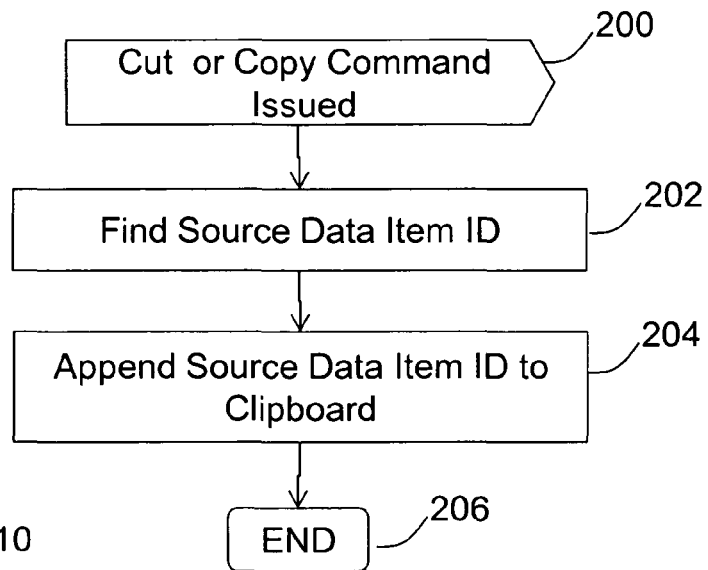 200
Cut or Copy Command
Issued
202
Find Source Data Item ID
204
Append Source Data Item ID to
Clipboard
206
END
10